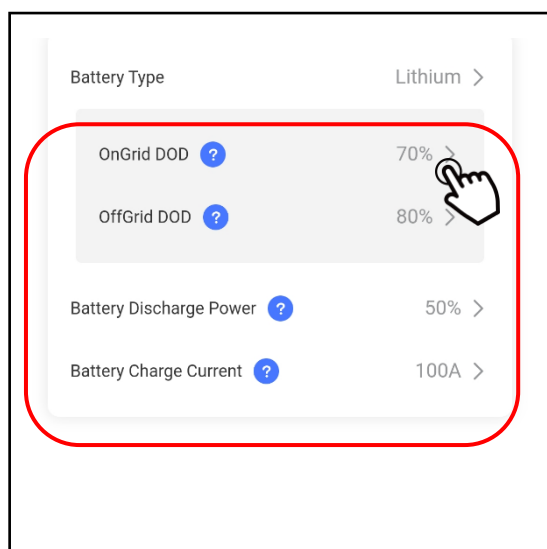 Battery Type Lithium >
OnGrid DOD ? 70% >
OffGrid DOD ? 80% >
Battery Discharge Power ? 50% >
Battery Charge Current ? 100A >